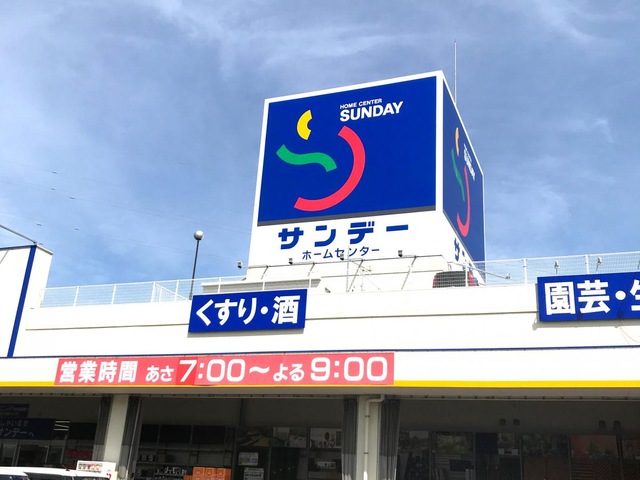 HOME CENTER
SUNDAY
サンデー
ホームセンター
くすり・酒
園芸・
営業時間 あさ 7:00〜よる 9:00